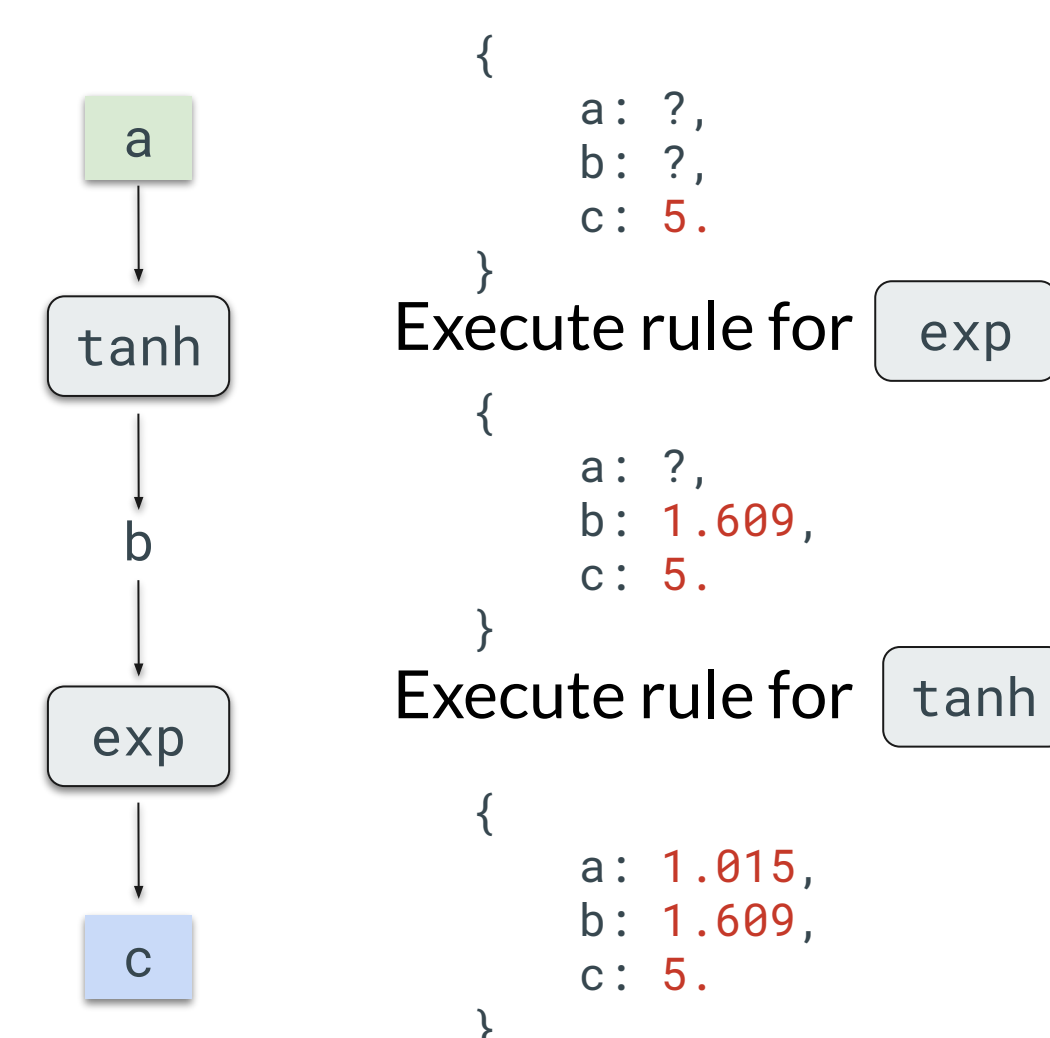 a
tanh
b
exp
c
{
a: ?,
b: ?,
c: 5.
}
Execute rule for exp
{
a: ?,
b: 1.609,
c: 5.
}
Execute rule for tanh
{
a: 1.015,
b: 1.609,
c: 5.
}